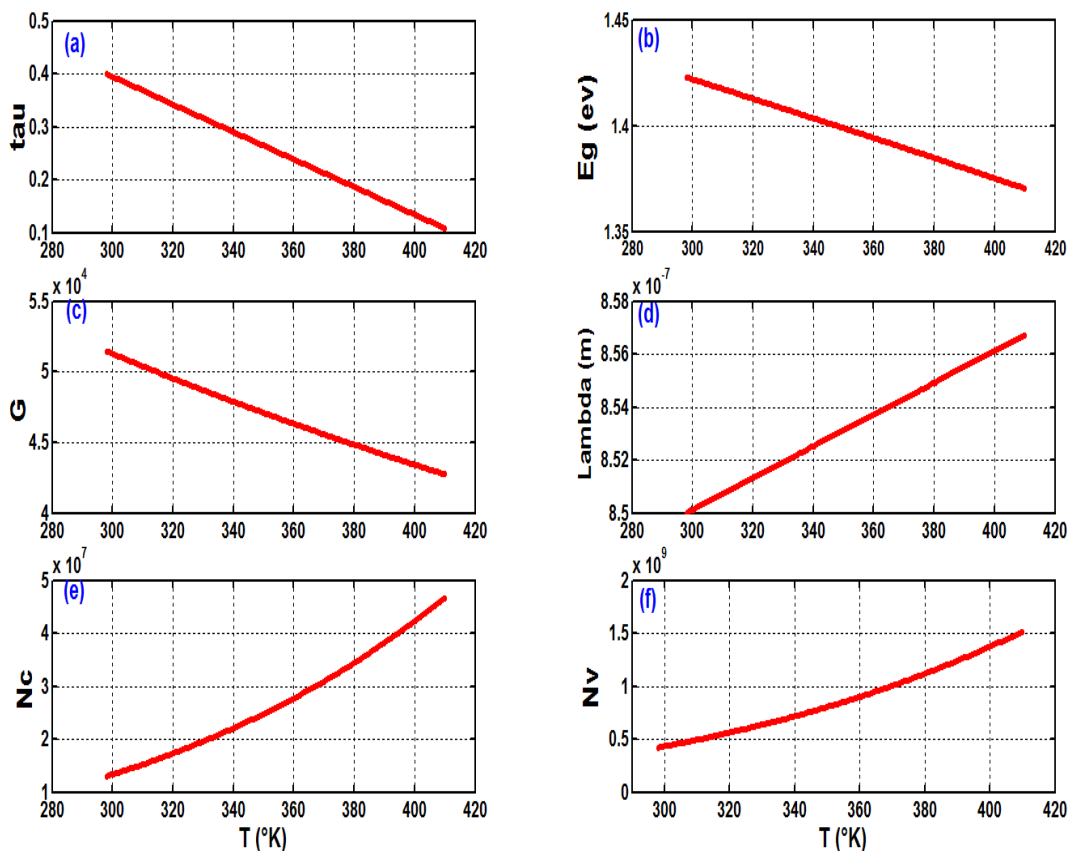 (a)
tau
0.5
0.4
0.3
0.2
0.1
280 300 320 340 360 380 400 420
(b)
Eg (ev)
1.45
1.4
1.35
280 300 320 340 360 380 400 420
x 10^4
(c)
G
5.5
5
4.5
4
280 300 320 340 360 380 400 420
x 10^-7
(d)
Lambda (m)
8.58
8.56
8.54
8.52
8.5
280 300 320 340 360 380 400 420
x 10^7
(e)
Nc
5
4
3
2
1
280 300 320 340 360 380 400 420
T (°K)
x 10^9
(f)
Nv
2
1.5
1
0.5
0
300 320 340 360 380 400 420
T (°K)